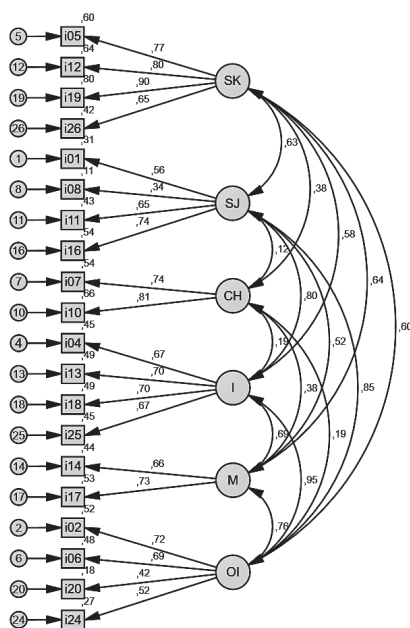 ,60
5 i05 ,77
,64
12 i12 ,80 SK
,80
19 i19 ,90
,42
26 i26 ,65
,31 ,63
1 i01 ,56
,11 ,38
8 i08 ,34 SJ
,43
11 i11 ,65 ,58
,54 ,12
16 i16 ,74
,54 ,64
7 i07 ,74 ,80
,66 CH
10 i10 ,81 ,60
,45 ,19 ,52
4 i04 ,67
,49
13 i13 ,70 ,38 ,85
,49 I
18 i18 ,70
,45 ,19
25 i25 ,67 ,69
,44
14 i14 ,66
,53 M ,95
17 i17 ,73
,52
2 i02 ,72 ,76
,48
6 i06 ,69
,18 OI
20 i20 ,42
,27
24 i24 ,52